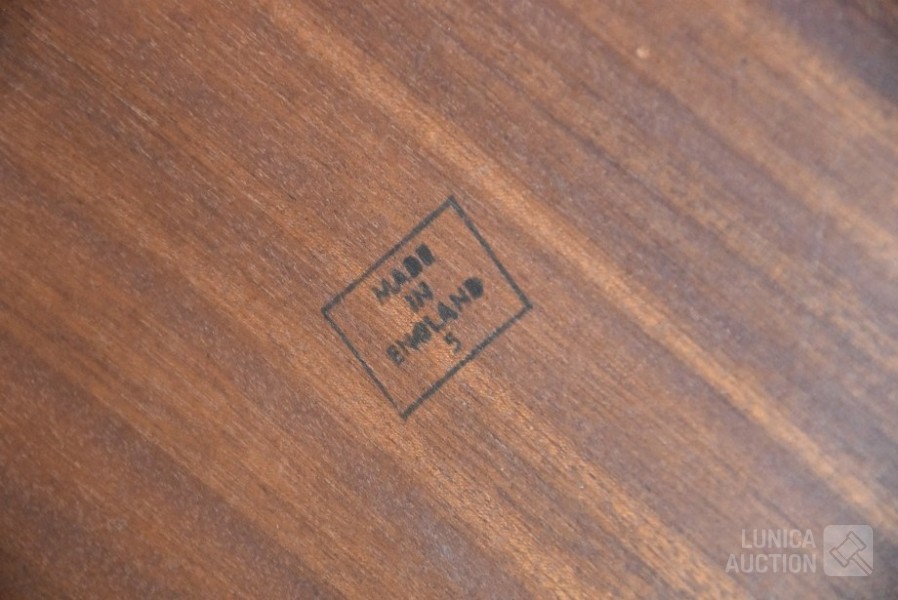 MADE
IN
ENGLAND
5
LUNICA
AUCTION